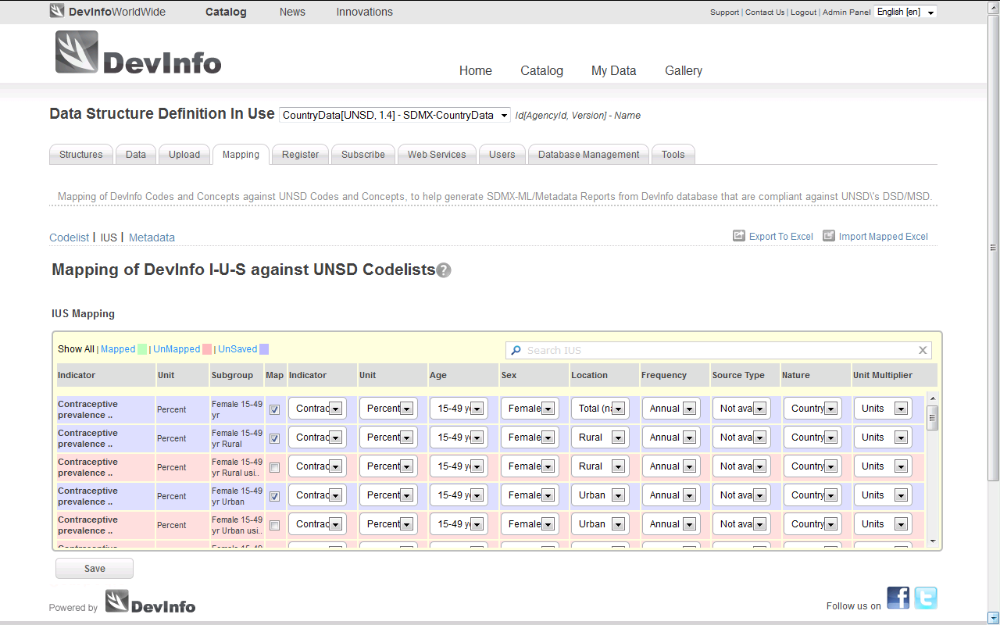 DevInfoWorldWide Catalog News Innovations Support | Contact Us | Logout | Admin Panel English [en]
DevInfo
Home Catalog My Data Gallery
Data Structure Definition In Use CountryData[UNSD, 1.4] - SDMX-CountryData Id[AgencyId, Version] - Name
Structures Data Upload Mapping Register Subscribe Web Services Users Database Management Tools
Mapping of DevInfo Codes and Concepts against UNSD Codes and Concepts, to help generate SDMX-ML/Metadata Reports from DevInfo database that are compliant against UNSD\'s DSD/MSD.
Codelist | IUS | Metadata Export To Excel Import Mapped Excel
Mapping of DevInfo I-U-S against UNSD Codelists ?
IUS Mapping
Show All | Mapped | UnMapped | UnSaved Search IUS
Indicator Unit Subgroup Map Indicator Unit Age Sex Location Frequency Source Type Nature Unit Multiplier
Contraceptive prevalence .. Percent Female 15-49 yr Contrac Percent 15-49 y Female Total (na Annual Not ava Country Units
Contraceptive prevalence .. Percent Female 15-49 yr Rural Contrac Percent 15-49 y Female Rural Annual Not ava Country Units
Contraceptive prevalence .. Percent Female 15-49 yr Rural usi.. Contrac Percent 15-49 y Female Rural Annual Not ava Country Units
Contraceptive prevalence .. Percent Female 15-49 yr Urban Contrac Percent 15-49 y Female Urban Annual Not ava Country Units
Contraceptive prevalence .. Percent Female 15-49 yr Urban usi.. Contrac Percent 15-49 y Female Urban Annual Not ava Country Units
Save
Powered by DevInfo Follow us on